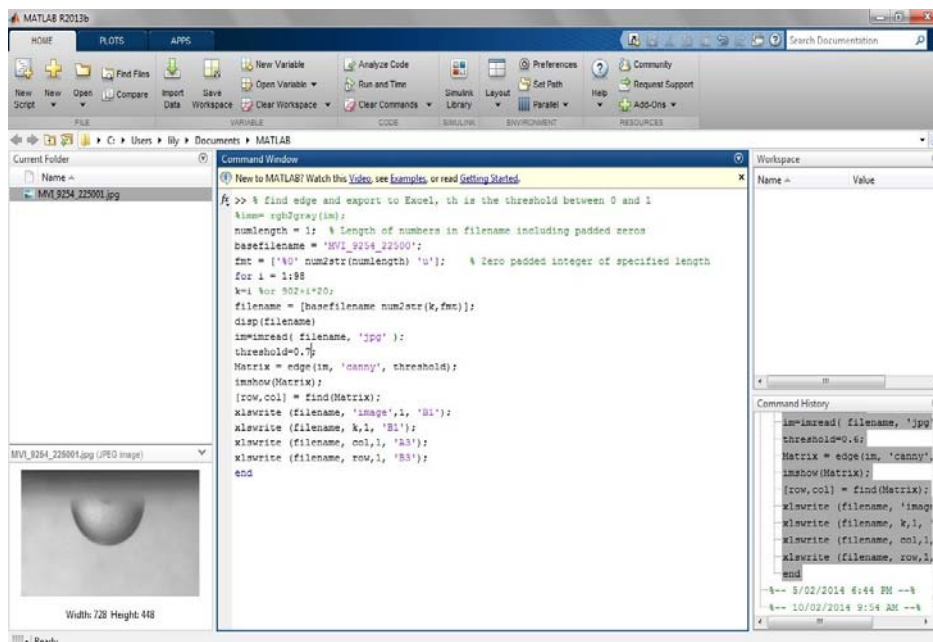 MATLAB R2013b
HOME PLOTS APPS
Search Documentation
New Script
New
Open
Find Files
Compare
Import Data
Save Workspace
New Variable
Open Variable
Clear Workspace
Analyze Code
Run and Time
Clear Commands
Simulink Library
Layout
Preferences
Set Path
Parallel
Help
Community
Request Support
Add-Ons
FILE VARIABLE CODE SIMULINK ENVIRONMENT RESOURCES
C: Users lily Documents MATLAB
Current Folder
Name
MVI_9254_225001.jpg
MVI_9254_225001.jpg (JPEG Image)
Width: 728 Height: 448
Command Window
New to MATLAB? Watch this Video, see Examples, or read Getting Started.
fx >> % find edge and export to Excel, th is the threshold between 0 and 1
%imm= rgb2gray(im);
numlength = 1; % Length of numbers in filename including padded zeros
basefilename = 'MVI_9254_22500';
fmt = ['%0' num2str(numlength) 'u']; % Zero padded integer of specified length
for i = 1:98
k=i %or 902+i*20;
filename = [basefilename num2str(k,fmt)];
disp(filename)
im=imread( filename, 'jpg' );
threshold=0.7;
Matrix = edge(im, 'canny', threshold);
imshow(Matrix);
[row,col] = find(Matrix);
xlswrite (filename, 'image',1, 'B1');
xlswrite (filename, k,1, 'B1');
xlswrite (filename, col,1, 'A3');
xlswrite (filename, row,1, 'B3');
end
Workspace
Name Value
Command History
im=imread( filename, 'jpg'
threshold=0.6;
Matrix = edge(im, 'canny',
imshow(Matrix);
[row,col] = find(Matrix);
xlswrite (filename, 'imag
xlswrite (filename, k,1,
xlswrite (filename, col,1,
xlswrite (filename, row,1,
end
%-- 5/02/2014 6:44 PM --%
%-- 10/02/2014 9:54 AM --%
Ready